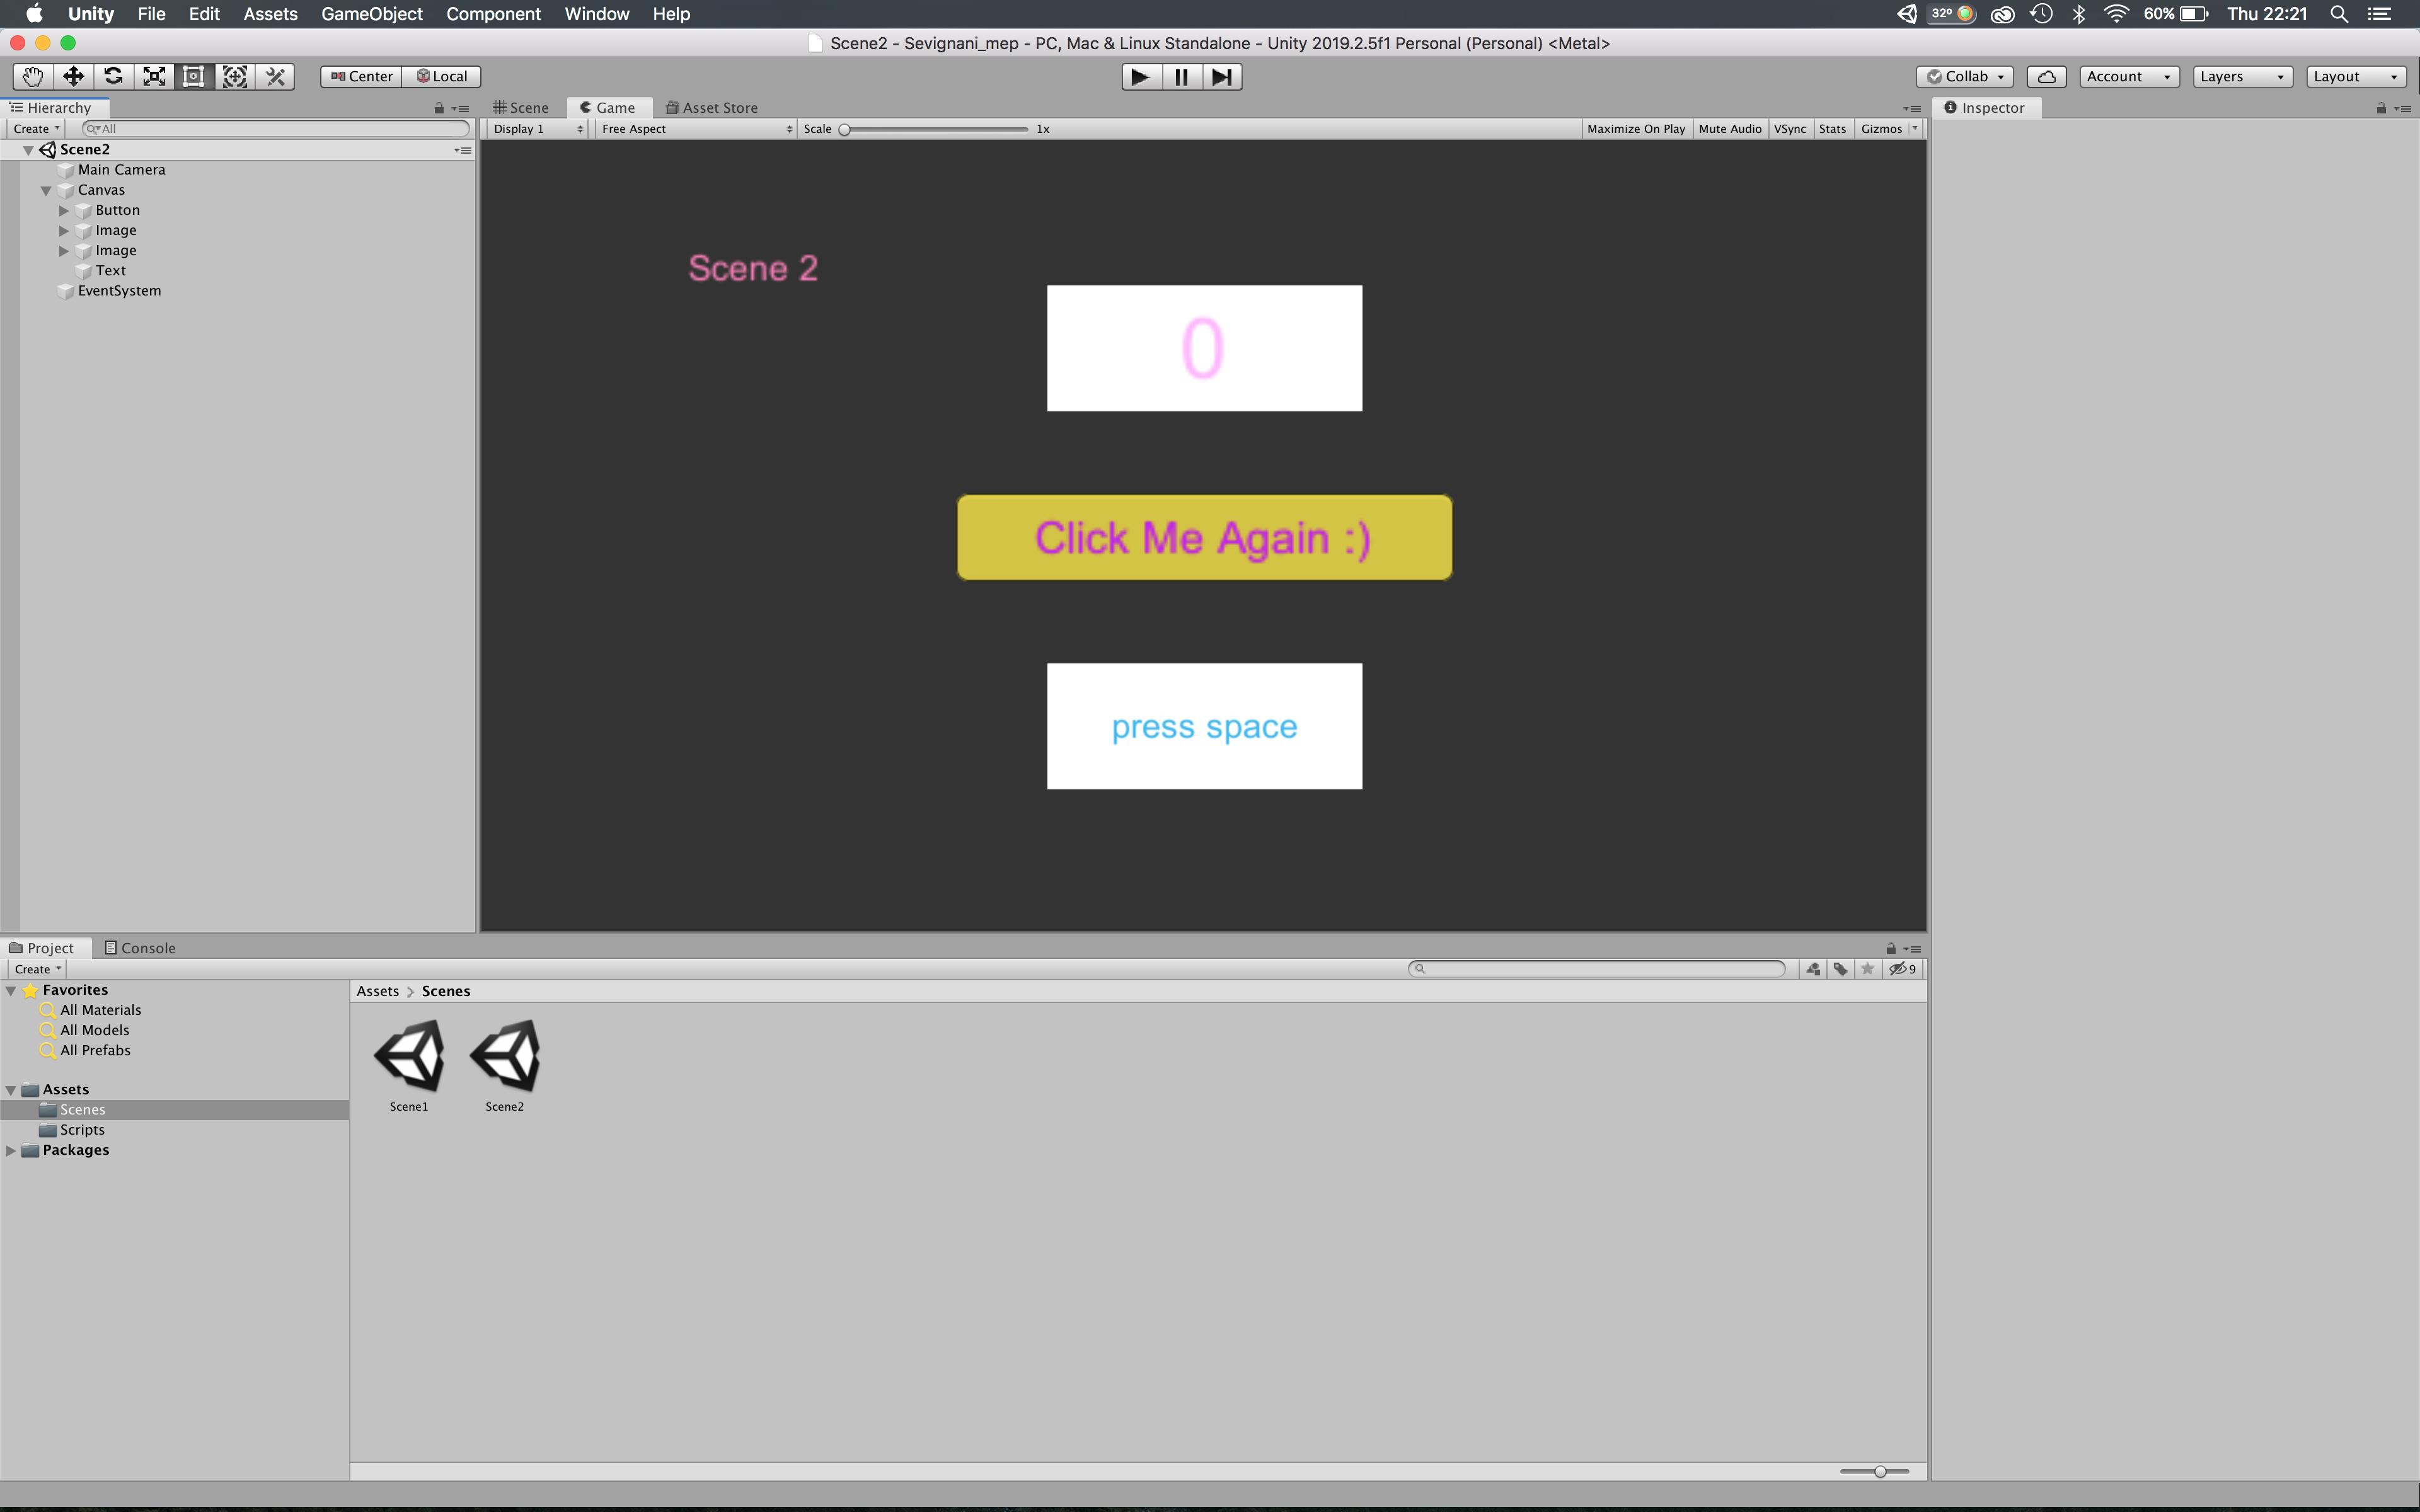 Unity File Edit Assets GameObject Component Window Help 32° 60% Thu 22:21
Scene2 - Sevignani_mep - PC, Mac & Linux Standalone - Unity 2019.2.5f1 Personal (Personal) <Metal>
Center Local Collab Account Layers Layout
Hierarchy Scene Game Asset Store Inspector
Create All Display 1 Free Aspect Scale 1x Maximize On Play Mute Audio VSync Stats Gizmos
Scene2
Main Camera
Canvas
Button
Image
Image
Text
EventSystem
Scene 2
0
Click Me Again :)
press space
Project Console
Create 9
Favorites
All Materials
All Models
All Prefabs
Assets
Scenes
Scripts
Packages
Assets > Scenes
Scene1 Scene2